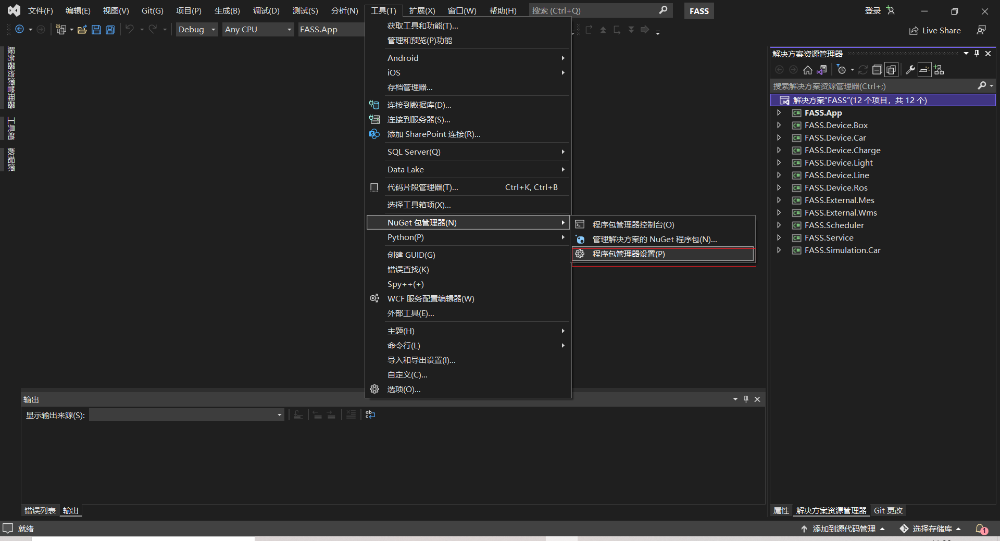 文件(F) 编辑(E) 视图(V) Git(G) 项目(P) 生成(B) 调试(D) 测试(S) 分析(N) 工具(T) 扩展(X) 窗口(W) 帮助(H) 搜索 (Ctrl+Q) FASS 登录
Debug Any CPU FASS.App Live Share
服务器资源管理器
工具箱
数据源
获取工具和功能(T)...
管理和预览(P)功能
Android
iOS
存档管理器...
连接到数据库(D)...
连接到服务器(S)...
添加 SharePoint 连接(R)...
SQL Server(Q)
Data Lake
代码片段管理器(T)... Ctrl+K, Ctrl+B
选择工具箱项(X)...
NuGet 包管理器(N)
Python(P)
创建 GUID(G)
错误查找(K)
Spy++(+)
WCF 服务配置编辑器(W)
外部工具(E)...
主题(H)
命令行(L)
导入和导出设置(I)...
自定义(C)...
选项(O)...
程序包管理器控制台(O)
管理解决方案的 NuGet 程序包(N)...
程序包管理器设置(P)
解决方案资源管理器
搜索解决方案资源管理器(Ctrl+;)
解决方案"FASS"(12 个项目，共 12 个)
FASS.App
FASS.Device.Box
FASS.Device.Car
FASS.Device.Charge
FASS.Device.Light
FASS.Device.Line
FASS.Device.Ros
FASS.External.Mes
FASS.External.Wms
FASS.Scheduler
FASS.Service
FASS.Simulation.Car
输出
显示输出来源(S):
错误列表 输出
属性 解决方案资源管理器 Git 更改
就绪 添加到源代码管理 选择存储库 1